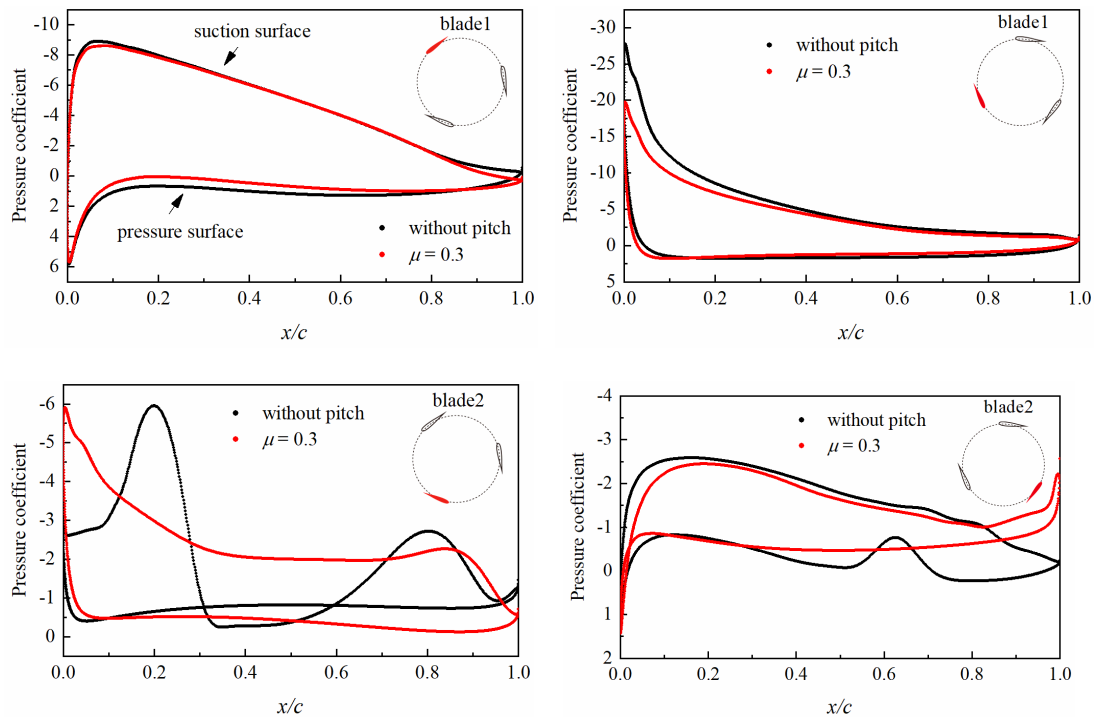 -10
-8
-6
-4
-2
0
2
4
6
Pressure coefficient
suction surface
pressure surface
blade1
without pitch
μ = 0.3
0.0 0.2 0.4 0.6 0.8 1.0
x/c
-30
-25
-20
-15
-10
-5
0
5
Pressure coefficient
without pitch
μ = 0.3
blade1
0.0 0.2 0.4 0.6 0.8 1.0
x/c
-6
-5
-4
-3
-2
-1
0
Pressure coefficient
without pitch
μ = 0.3
blade2
0.0 0.2 0.4 0.6 0.8 1.0
x/c
-4
-3
-2
-1
0
1
2
Pressure coefficient
without pitch
μ = 0.3
blade2
0.0 0.2 0.4 0.6 0.8 1.0
x/c